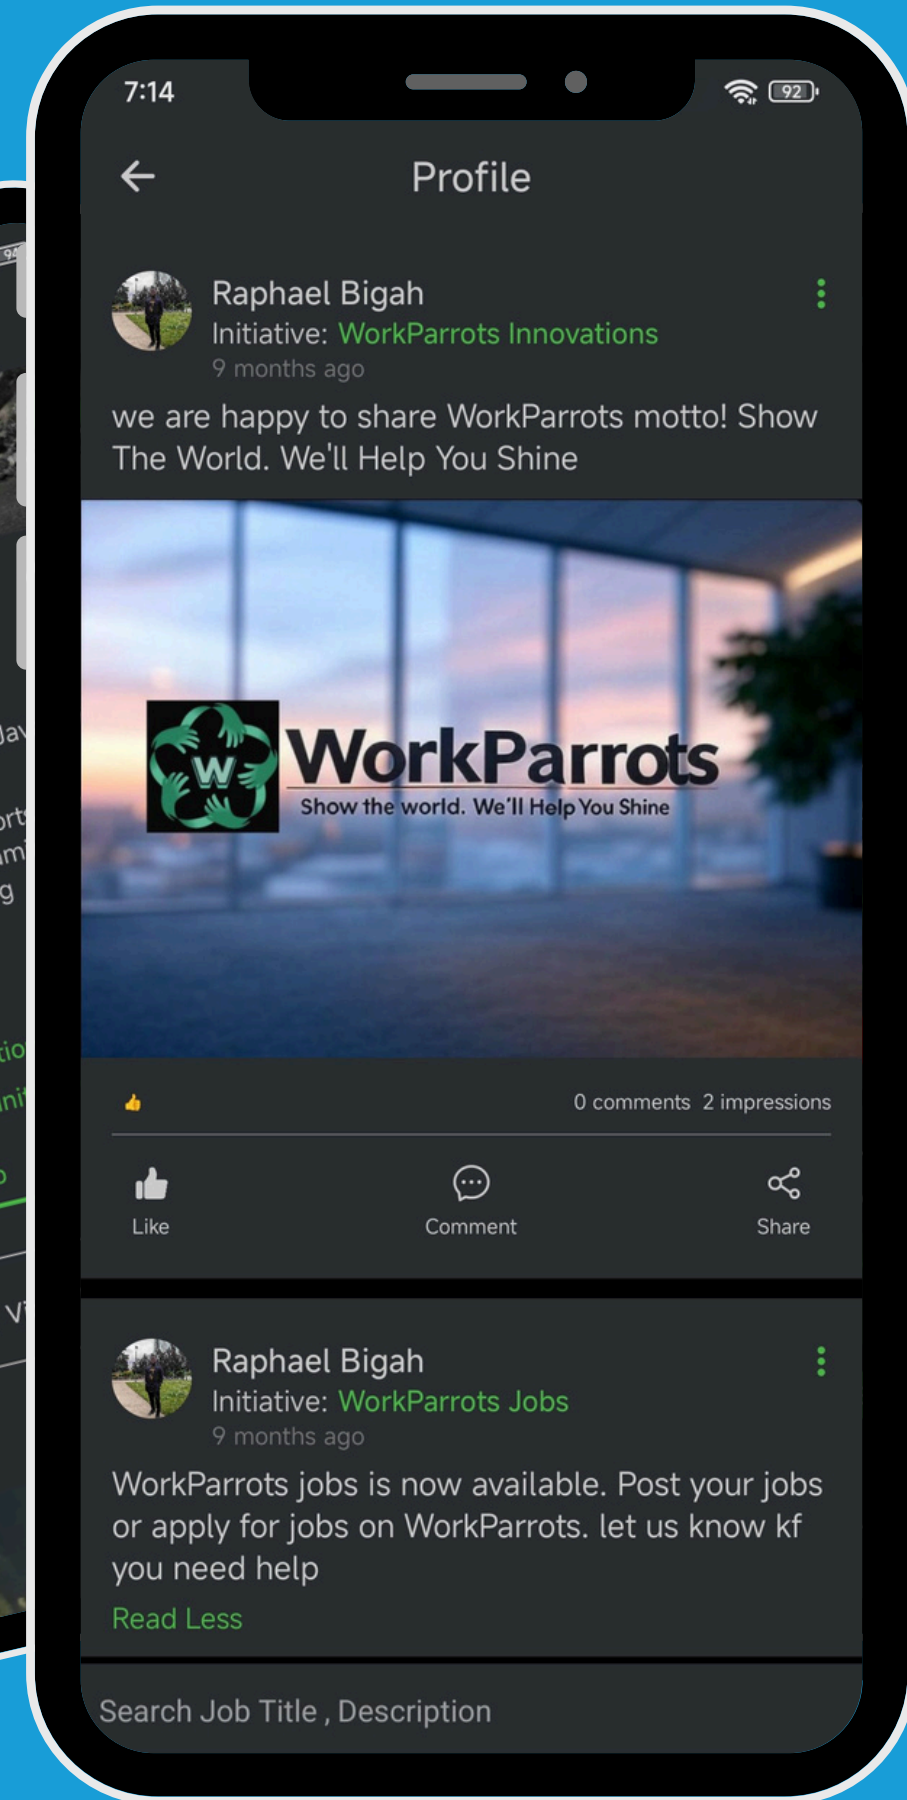 7:14
92
Profile
Raphael Bigah
Initiative: WorkParrots Innovations
9 months ago
we are happy to share WorkParrots motto! Show
The World. We'll Help You Shine
W
WorkParrots
Show the world. We'll Help You Shine
0 comments 2 impressions
Like
Comment
Share
Raphael Bigah
Initiative: WorkParrots Jobs
9 months ago
WorkParrots jobs is now available. Post your jobs
or apply for jobs on WorkParrots. let us know kf
you need help
Read Less
Search Job Title , Description